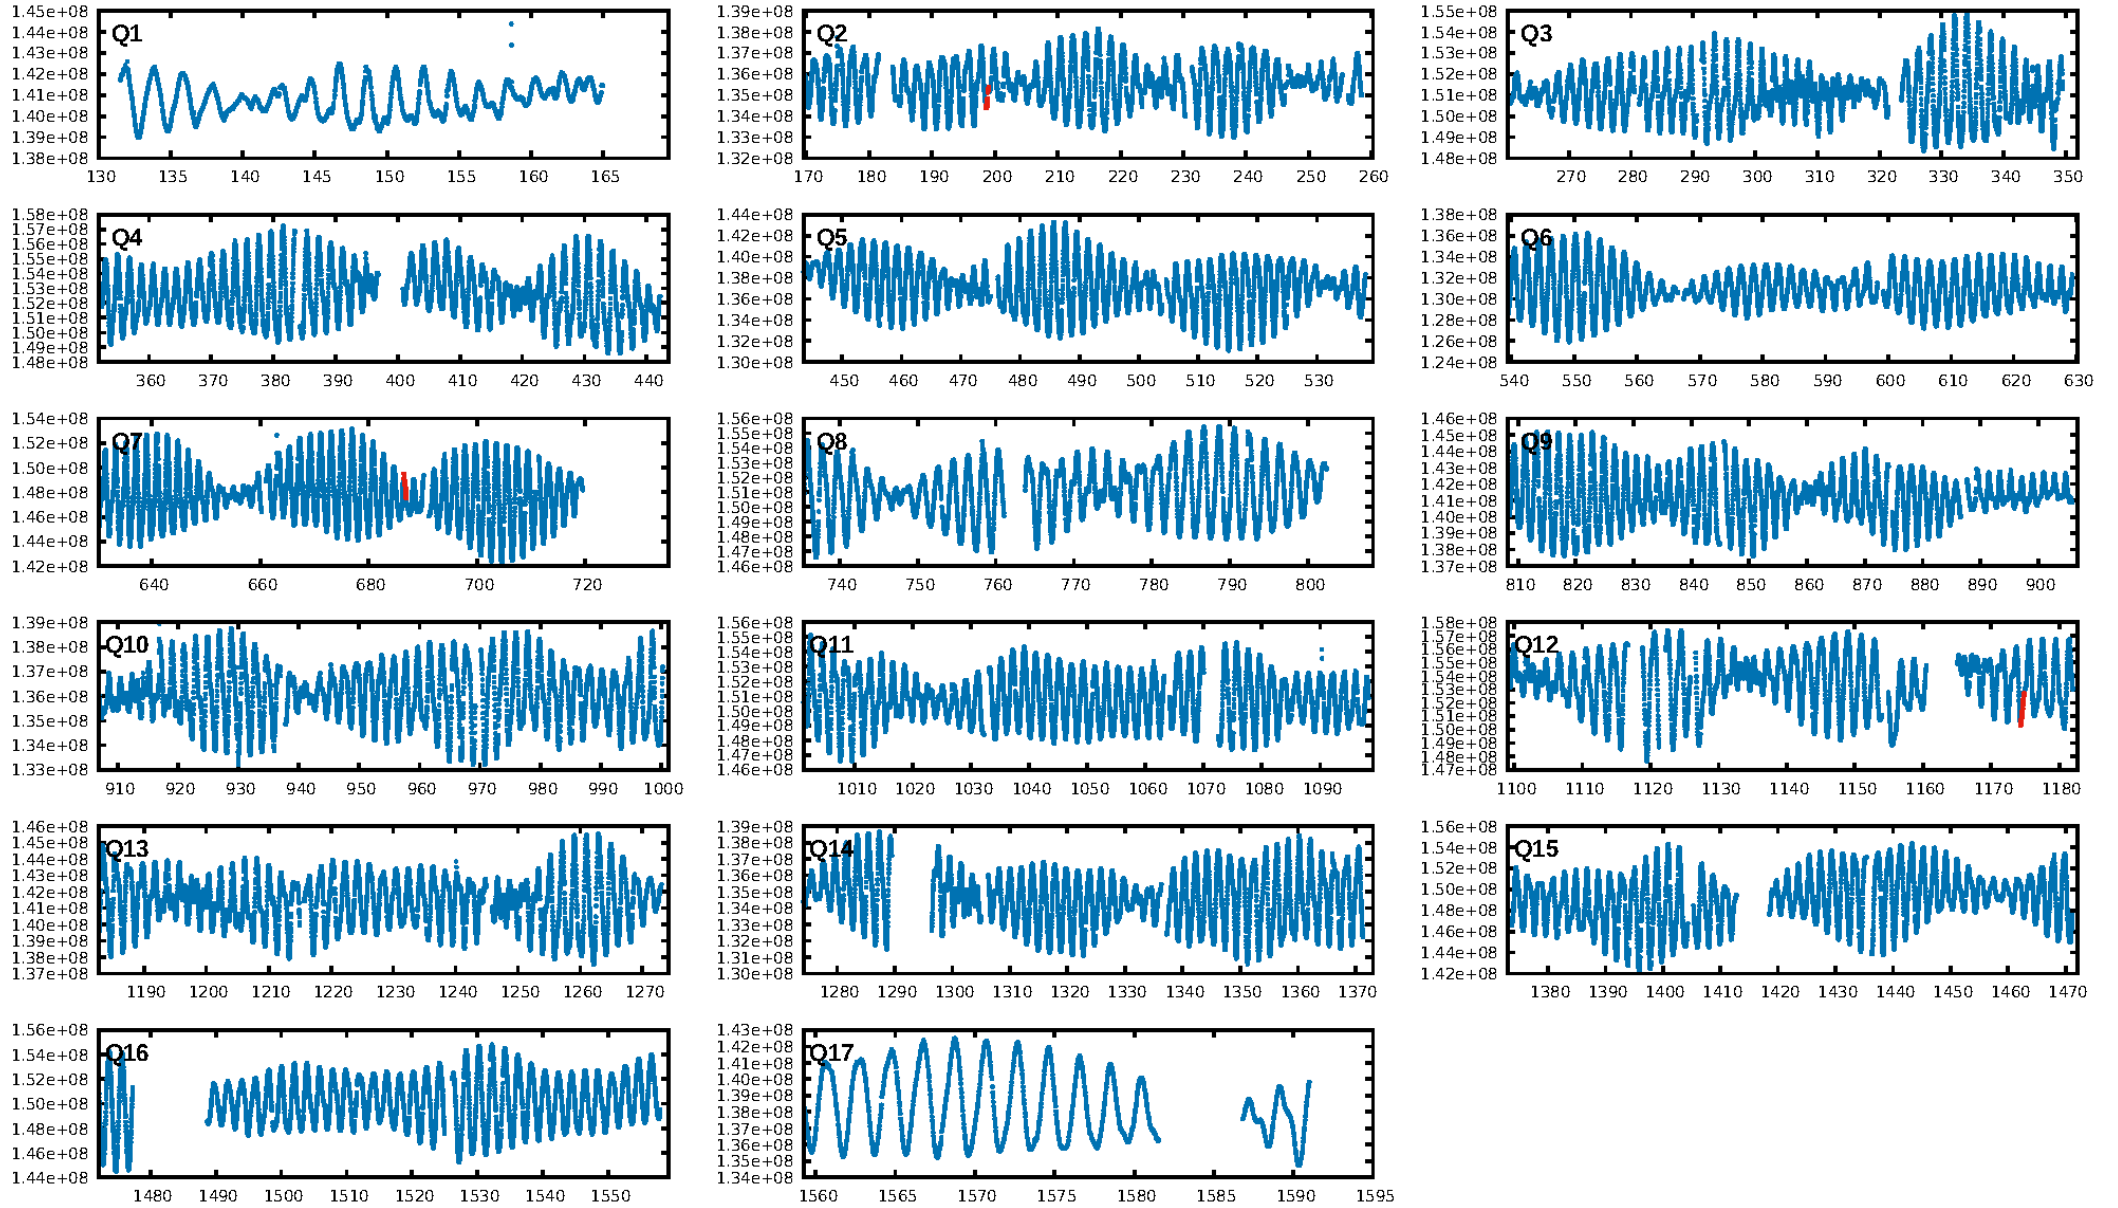 1.45e+08 1.44e+08 1.43e+08 1.42e+08 1.41e+08 1.40e+08 1.39e+08 1.38e+08
Q1
130 135 140 145 150 155 160 165
1.39e+08 1.38e+08 1.37e+08 1.36e+08 1.35e+08 1.34e+08 1.33e+08 1.32e+08
Q2
170 180 190 200 210 220 230 240 250 260
1.55e+08 1.54e+08 1.53e+08 1.52e+08 1.51e+08 1.50e+08 1.49e+08 1.48e+08
Q3
270 280 290 300 310 320 330 340 350
1.58e+08 1.57e+08 1.56e+08 1.55e+08 1.54e+08 1.53e+08 1.52e+08 1.51e+08 1.50e+08 1.49e+08 1.48e+08
Q4
360 370 380 390 400 410 420 430 440
1.44e+08 1.42e+08 1.40e+08 1.38e+08 1.36e+08 1.34e+08 1.32e+08 1.30e+08
Q5
450 460 470 480 490 500 510 520 530
1.38e+08 1.36e+08 1.34e+08 1.32e+08 1.30e+08 1.28e+08 1.26e+08 1.24e+08
Q6
540 550 560 570 580 590 600 610 620 630
1.54e+08 1.52e+08 1.50e+08 1.48e+08 1.46e+08 1.44e+08 1.42e+08
Q7
640 660 680 700 720
1.56e+08 1.55e+08 1.54e+08 1.53e+08 1.52e+08 1.51e+08 1.50e+08 1.49e+08 1.48e+08 1.47e+08 1.46e+08
Q8
740 750 760 770 780 790 800
1.46e+08 1.45e+08 1.44e+08 1.43e+08 1.42e+08 1.41e+08 1.40e+08 1.39e+08 1.38e+08 1.37e+08
Q9
810 820 830 840 850 860 870 880 890 900
1.39e+08 1.38e+08 1.37e+08 1.36e+08 1.35e+08 1.34e+08 1.33e+08
Q10
910 920 930 940 950 960 970 980 990 1000
1.56e+08 1.55e+08 1.54e+08 1.53e+08 1.52e+08 1.51e+08 1.50e+08 1.49e+08 1.48e+08 1.47e+08 1.46e+08
Q11
1010 1020 1030 1040 1050 1060 1070 1080 1090
1.58e+08 1.57e+08 1.56e+08 1.55e+08 1.54e+08 1.53e+08 1.52e+08 1.51e+08 1.50e+08 1.49e+08 1.48e+08 1.47e+08
Q12
1100 1110 1120 1130 1140 1150 1160 1170 1180
1.46e+08 1.45e+08 1.44e+08 1.43e+08 1.42e+08 1.41e+08 1.40e+08 1.39e+08 1.38e+08 1.37e+08
Q13
1190 1200 1210 1220 1230 1240 1250 1260 1270
1.39e+08 1.38e+08 1.37e+08 1.36e+08 1.35e+08 1.34e+08 1.33e+08 1.32e+08 1.31e+08 1.30e+08
Q14
1280 1290 1300 1310 1320 1330 1340 1350 1360 1370
1.56e+08 1.54e+08 1.52e+08 1.50e+08 1.48e+08 1.46e+08 1.44e+08 1.42e+08
Q15
1380 1390 1400 1410 1420 1430 1440 1450 1460 1470
1.56e+08 1.54e+08 1.52e+08 1.50e+08 1.48e+08 1.46e+08 1.44e+08
Q16
1480 1490 1500 1510 1520 1530 1540 1550
1.43e+08 1.42e+08 1.41e+08 1.40e+08 1.39e+08 1.38e+08 1.37e+08 1.36e+08 1.35e+08 1.34e+08
Q17
1560 1565 1570 1575 1580 1585 1590 1595